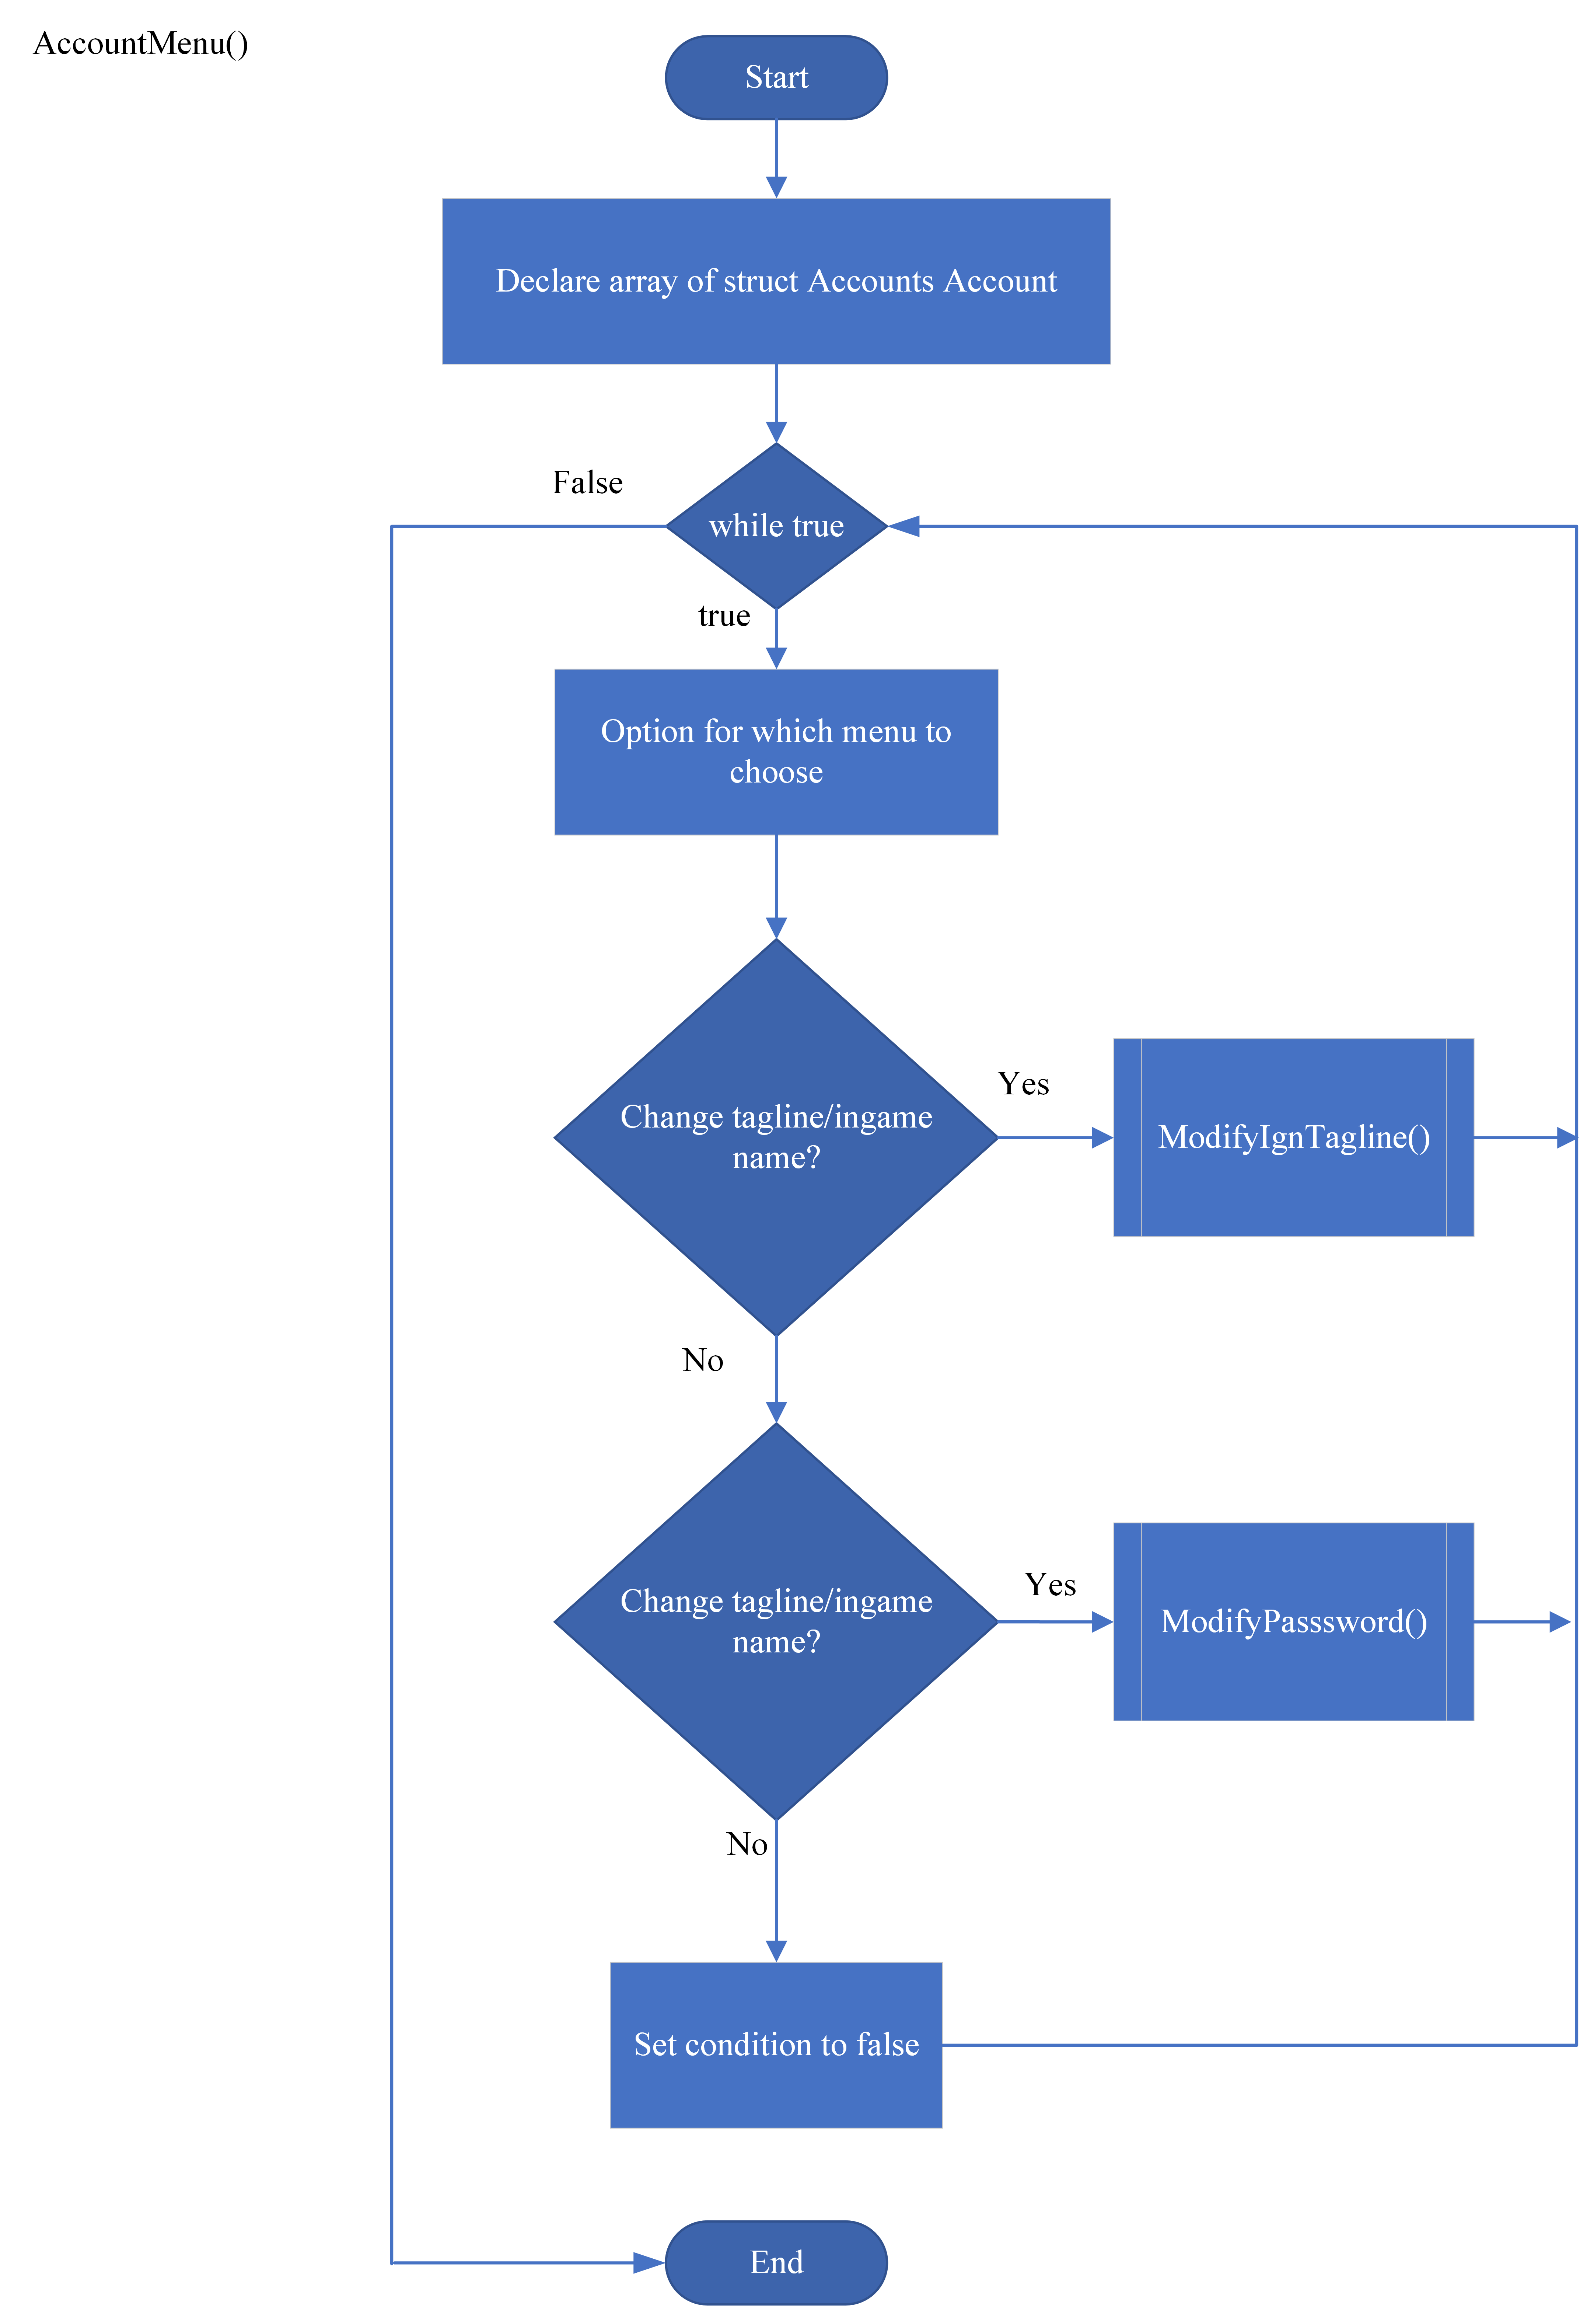 AccountMenu()
Start
Declare array of struct Accounts Account
False
while true
true
Option for which menu to
choose
Change tagline/ingame
name?
Yes
ModifyIgnTagline()
No
Change tagline/ingame
name?
Yes
ModifyPasssword()
No
Set condition to false
End